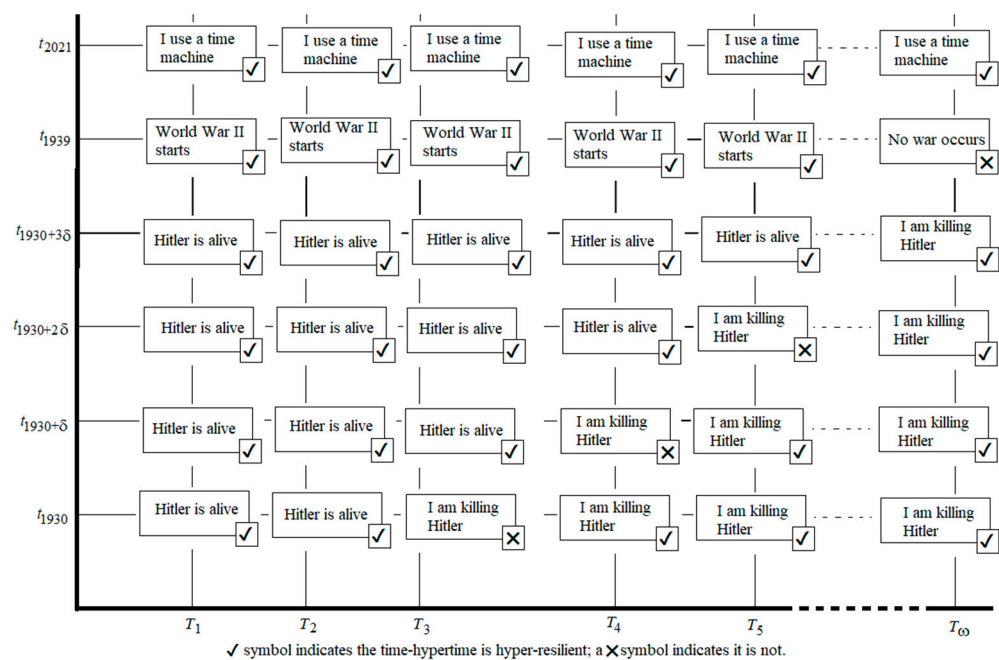 t2021
I use a time
machine
✓
I use a time
machine
✓
I use a time
machine
✓
I use a time
machine
✓
I use a time
machine
✓
I use a time
machine
✓
t1939
World War II
starts
✓
World War II
starts
✓
World War II
starts
✓
World War II
starts
✓
World War II
starts
✓
No war occurs
✕
t1930+3δ
Hitler is alive
✓
Hitler is alive
✓
Hitler is alive
✓
Hitler is alive
✓
Hitler is alive
✓
I am killing
Hitler
✓
t1930+2δ
Hitler is alive
✓
Hitler is alive
✓
Hitler is alive
✓
Hitler is alive
✓
I am killing
Hitler
✕
I am killing
Hitler
✓
t1930+δ
Hitler is alive
✓
Hitler is alive
✓
Hitler is alive
✓
I am killing
Hitler
✕
I am killing
Hitler
✓
I am killing
Hitler
✓
t1930
Hitler is alive
✓
Hitler is alive
✓
I am killing
Hitler
✕
I am killing
Hitler
✓
I am killing
Hitler
✓
I am killing
Hitler
✓
T1
T2
T3
T4
T5
Tω
✓ symbol indicates the time-hypertime is hyper-resilient; a ✕ symbol indicates it is not.